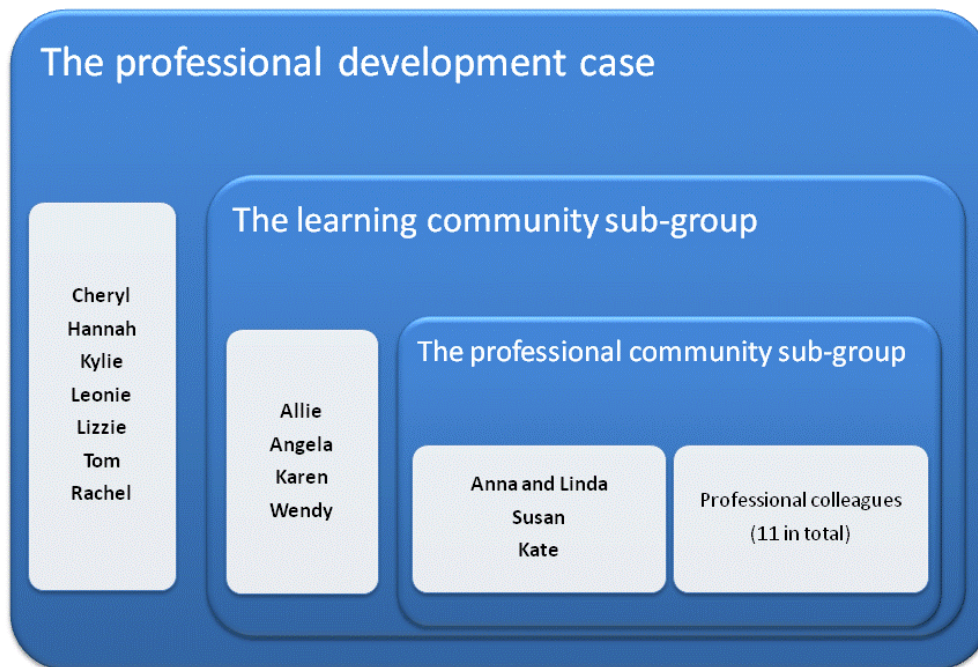 The professional development case
The learning community sub-group
The professional community sub-group
Cheryl
Hannah
Kylie
Leonie
Lizzie
Tom
Rachel
Allie
Angela
Karen
Wendy
Anna and Linda
Susan
Kate
Professional colleagues
(11 in total)